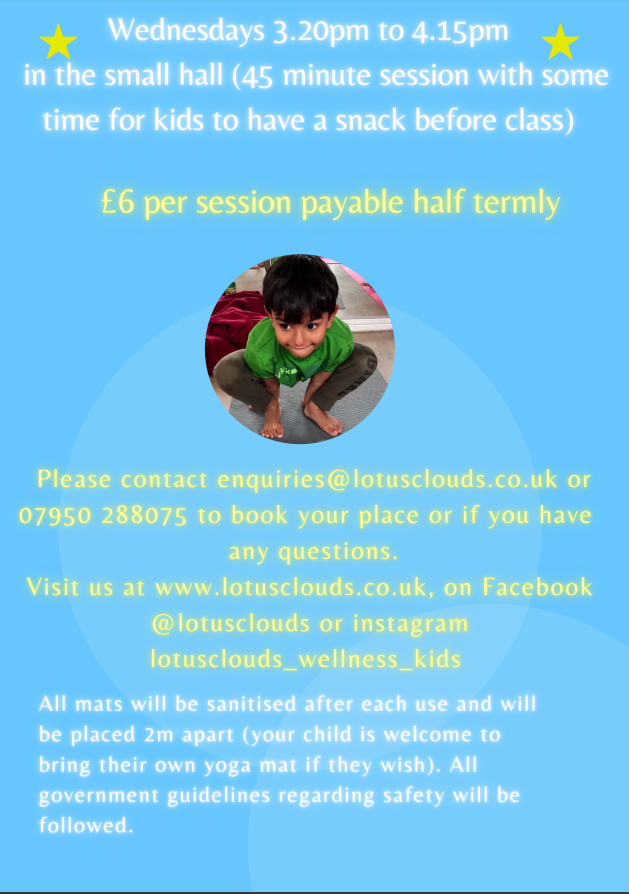 Wednesdays 3.20pm to 4.15pm
in the small hall (45 minute session with some
time for kids to have a snack before class)
£6 per session payable half termly
Please contact enquiries@lotusclouds.co.uk or
07950 288075 to book your place or if you have
any questions.
Visit us at www.lotusclouds.co.uk, on Facebook
@lotusclouds or instagram
lotusclouds_wellness_kids
All mats will be sanitised after each use and will
be placed 2m apart (your child is welcome to
bring their own yoga mat if they wish). All
government guidelines regarding safety will be
followed.